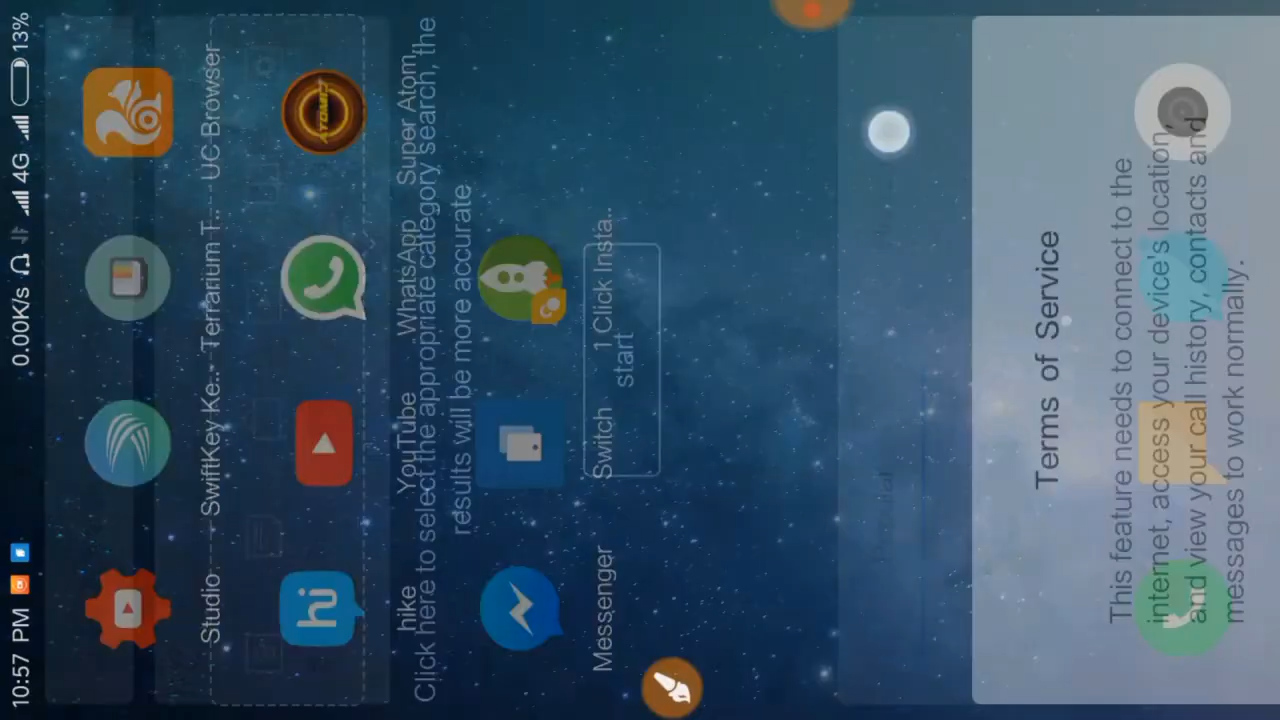 10:57 PM
0.00K/s
4G
13%
Studio
SwiftKey Ke..
Terrarium T..
UC Browser
ATOMIC
hi
hike
YouTube
WhatsApp
Super Atom
Click here to select the appropriate category search, the
results will be more accurate
Messenger
Switch
1 Click Insta..
start
Terms of Service
This feature needs to connect to the
internet, access your device's location,
and view your call history, contacts and
messages to work normally.